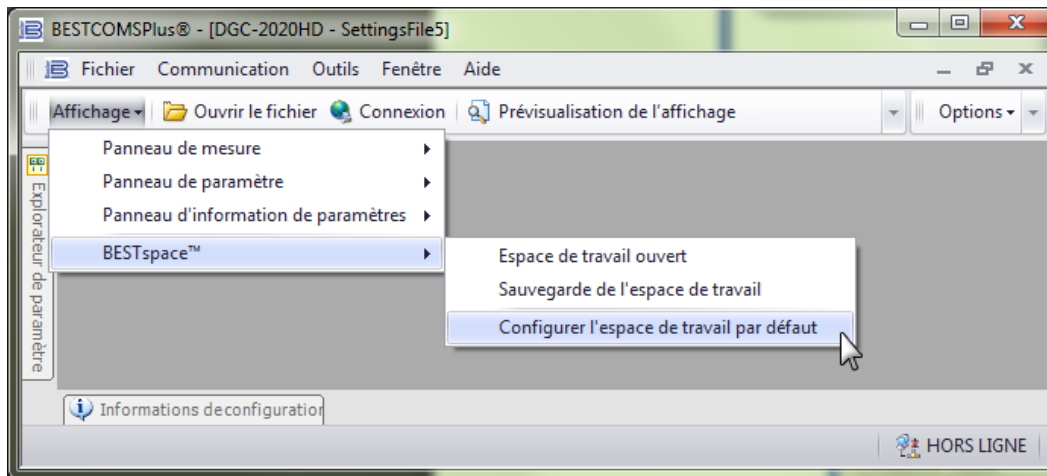 BESTCOMSPlus® - [DGC-2020HD - SettingsFile5]
Fichier Communication Outils Fenêtre Aide
Affichage Ouvrir le fichier Connexion Prévisualisation de l'affichage Options
Panneau de mesure
Panneau de paramètre
Panneau d'information de paramètres
BESTspace™
Espace de travail ouvert
Sauvegarde de l'espace de travail
Configurer l'espace de travail par défaut
Explorateur de paramètre
Informations de configuration
HORS LIGNE